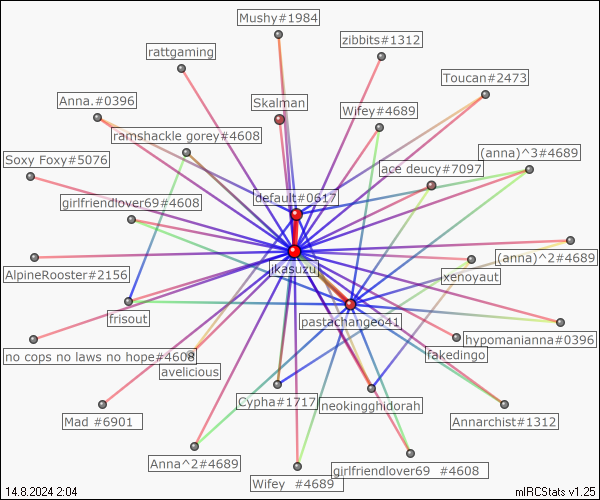 Mushy#1984
zibbits#1312
rattgaming
Toucan#2473
Anna.#0396
Skalman
Wifey#4689
ramshackle gorey#4608
Soxy Foxy#5076
(anna)^3#4689
ace deucy#7097
girlfriendlover69#4608
default#0617
(anna)^2#4689
jkasuzuj
AlpineRooster#2156
xenoyaut
frisout
pastachangeo41
hypomanianna#0396
no cops no laws no hope#4608
fakedingo
avelicious
Cypha#1717
neokingghidorah
Mad #6901
Annarchist#1312
Anna^2#4689
girlfriendlover69 #4608
Wifey #4689
14.8.2024 2:04
mIRCStats v1.25